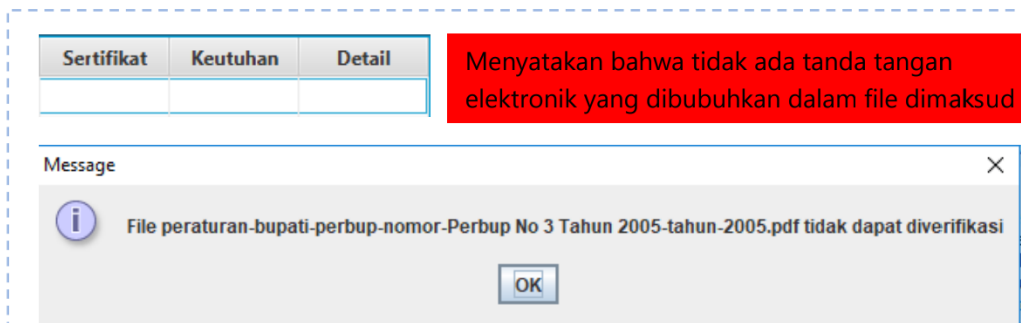 Sertifikat Keutuhan Detail
Menyatakan bahwa tidak ada tanda tangan
elektronik yang dibubuhkan dalam file dimaksud
Message
File peraturan-bupati-perbup-nomor-Perbup No 3 Tahun 2005-tahun-2005.pdf tidak dapat diverifikasi
OK